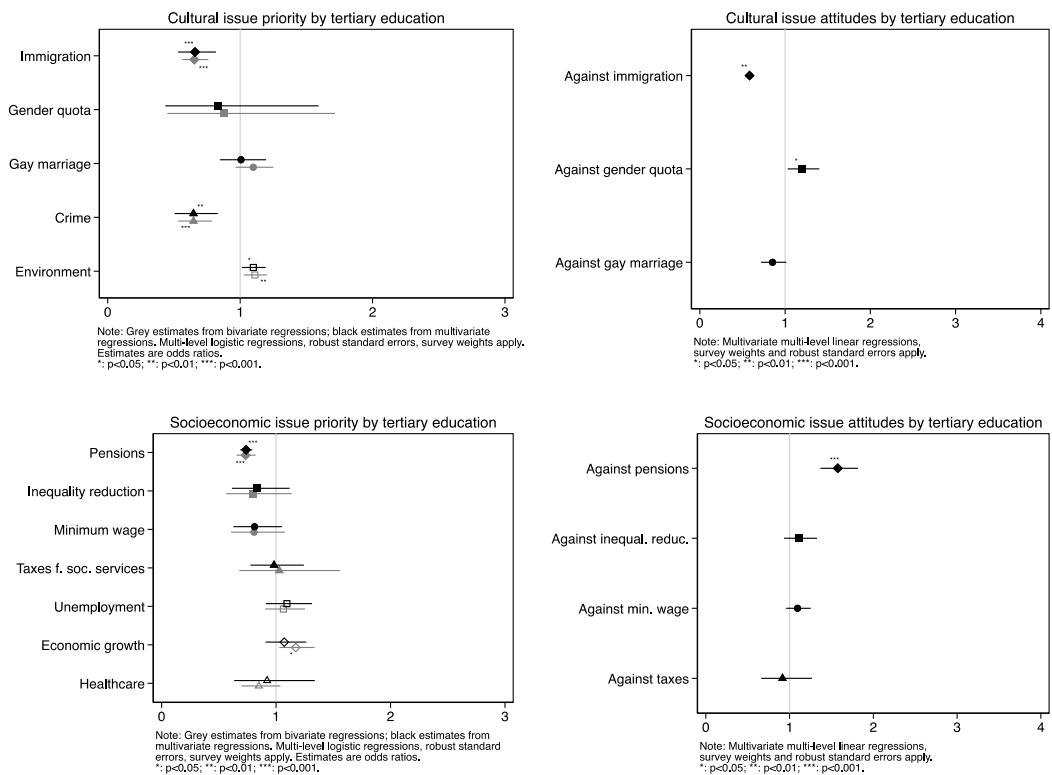 Cultural issue priority by tertiary education
***
Immigration
***
Gender quota
Gay marriage
**
Crime
***
*
Environment
**
0 1 2 3
Note: Grey estimates from bivariate regressions; black estimates from multivariate
regressions. Multi-level logistic regressions, robust standard errors, survey weights apply.
Estimates are odds ratios.
*: p<0.05; **: p<0.01; ***: p<0.001.
Cultural issue attitudes by tertiary education
**
Against immigration
*
Against gender quota
Against gay marriage
0 1 2 3 4
Note: Multivariate multi-level linear regressions,
survey weights and robust standard errors apply.
*: p<0.05; **: p<0.01; ***: p<0.001.
Socioeconomic issue priority by tertiary education
***
Pensions
***
Inequality reduction
Minimum wage
Taxes f. soc. services
Unemployment
Economic growth
*
Healthcare
0 1 2 3
Note: Grey estimates from bivariate regressions; black estimates from
multivariate regressions. Multi-level logistic regressions, robust standard
errors, survey weights apply. Estimates are odds ratios.
*: p<0.05; **: p<0.01; ***: p<0.001.
Socioeconomic issue attitudes by tertiary education
***
Against pensions
Against inequal. reduc.
Against min. wage
Against taxes
0 1 2 3 4
Note: Multivariate multi-level linear regressions,
survey weights and robust standard errors apply.
*: p<0.05; **: p<0.01; ***: p<0.001.